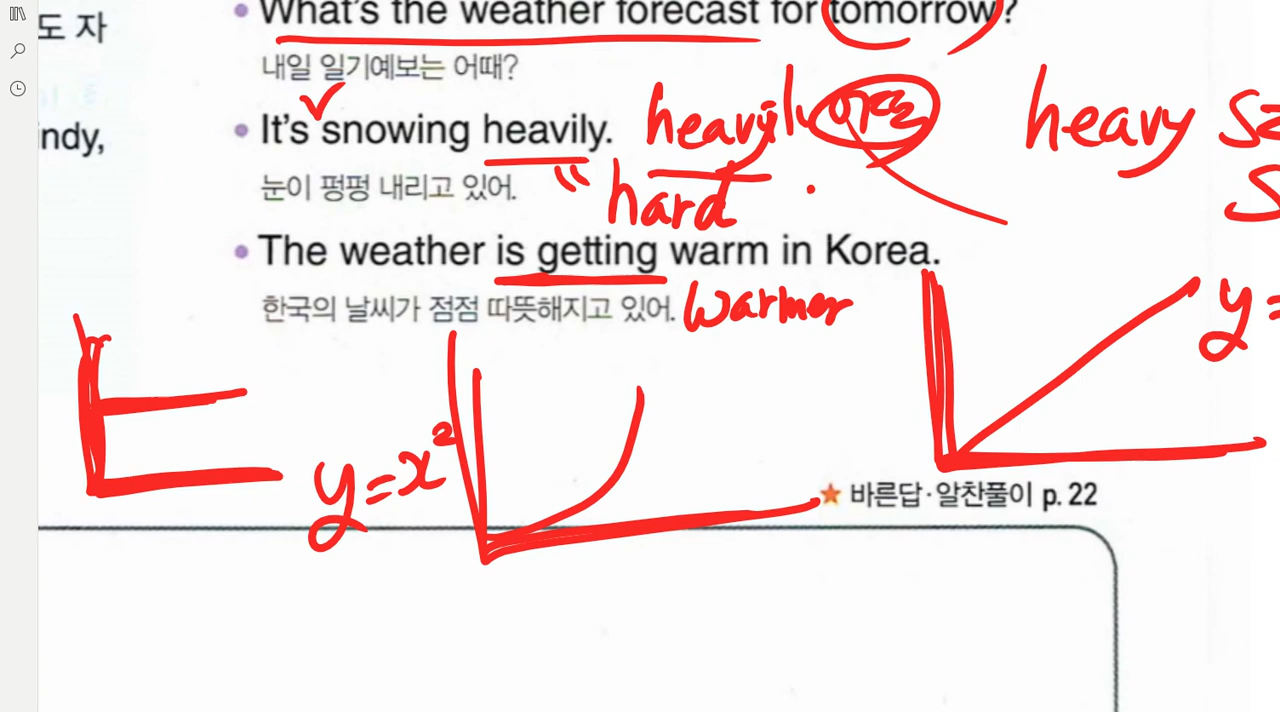 도 자
What's the weather forecast for tomorrow?
내일 일기예보는 어때?
indy,
It's snowing heavily. heavily heavy
눈이 펑펑 내리고 있어. " hard
The weather is getting warm in Korea.
한국의 날씨가 점점 따뜻해지고 있어. warmer y=
y=x²
★ 바른답·알찬풀이 p. 22